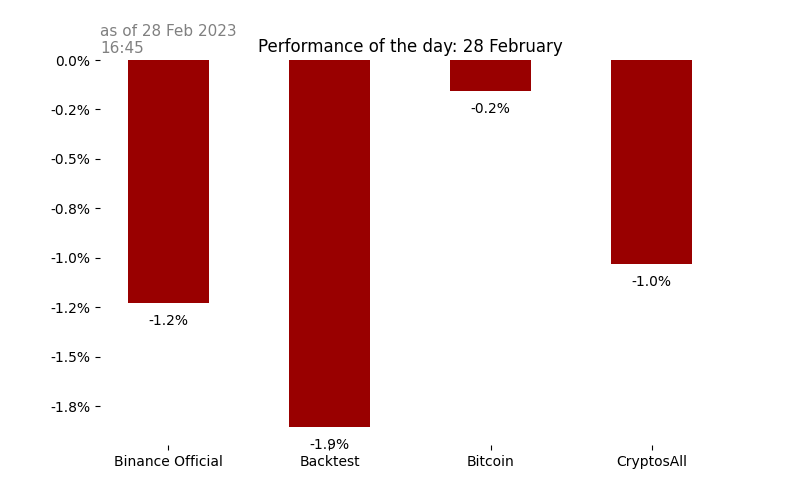 as of 28 Feb 2023
16:45
Performance of the day: 28 February
0.0%
-0.2%
-0.5%
-0.8%
-1.0%
-1.2%
-1.5%
-1.8%
-1.2%
-1.9%
-0.2%
-1.0%
Binance Official
Backtest
Bitcoin
CryptosAll